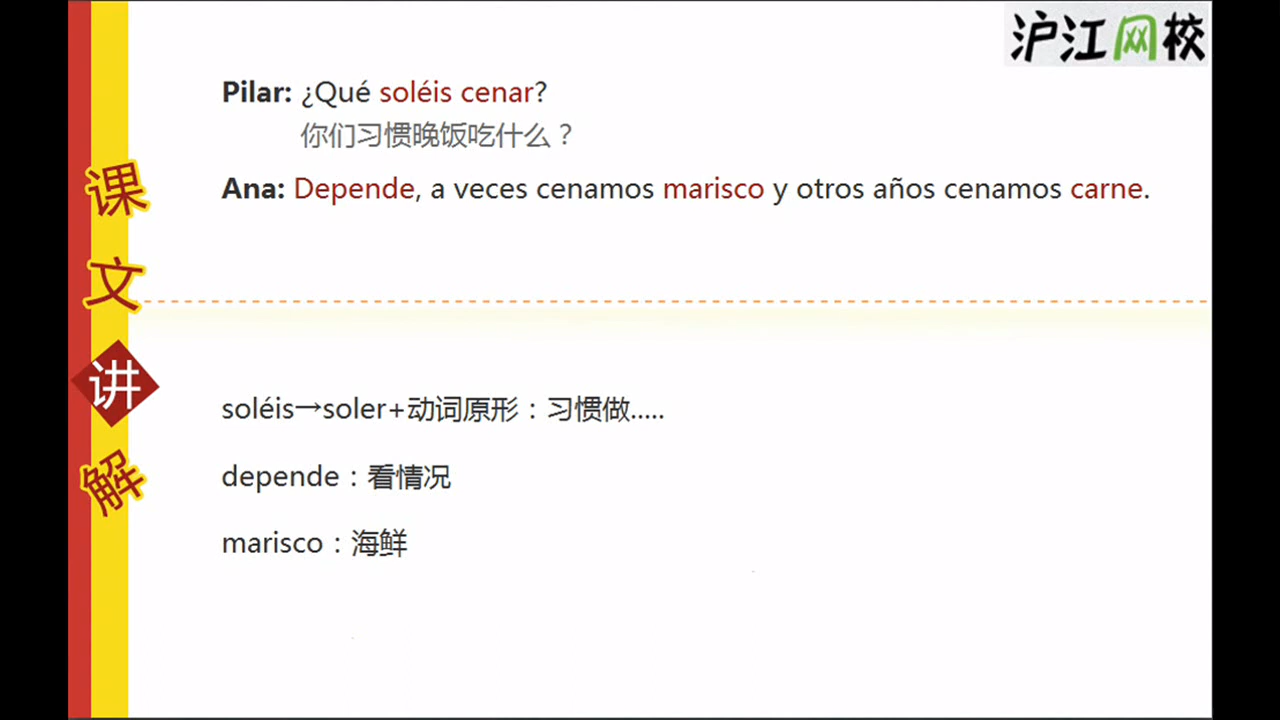 沪江网校
Pilar: ¿Qué soléis cenar?
你们习惯晚饭吃什么？
Ana: Depende, a veces cenamos marisco y otros años cenamos carne.
课文讲解
soléis→soler+动词原形：习惯做.....
depende：看情况
marisco：海鲜